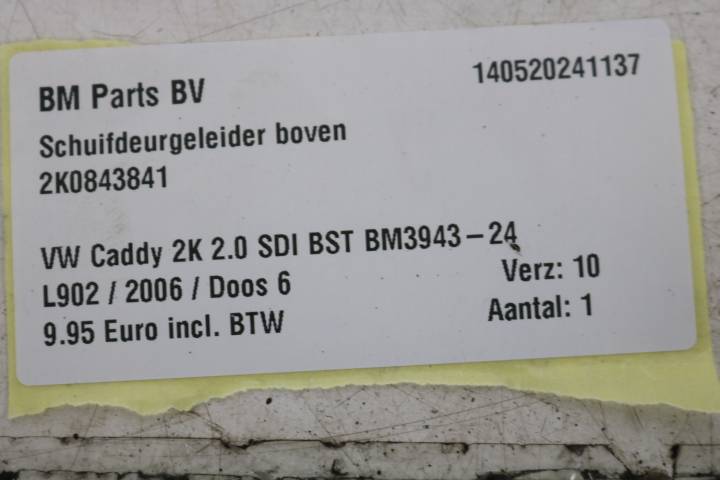 BM Parts BV
140520241137
Schuifdeurgeleider boven
2K0843841
VW Caddy 2K 2.0 SDI BST BM3943-24
L902 / 2006 / Doos 6
Verz: 10
9.95 Euro incl. BTW
Aantal: 1